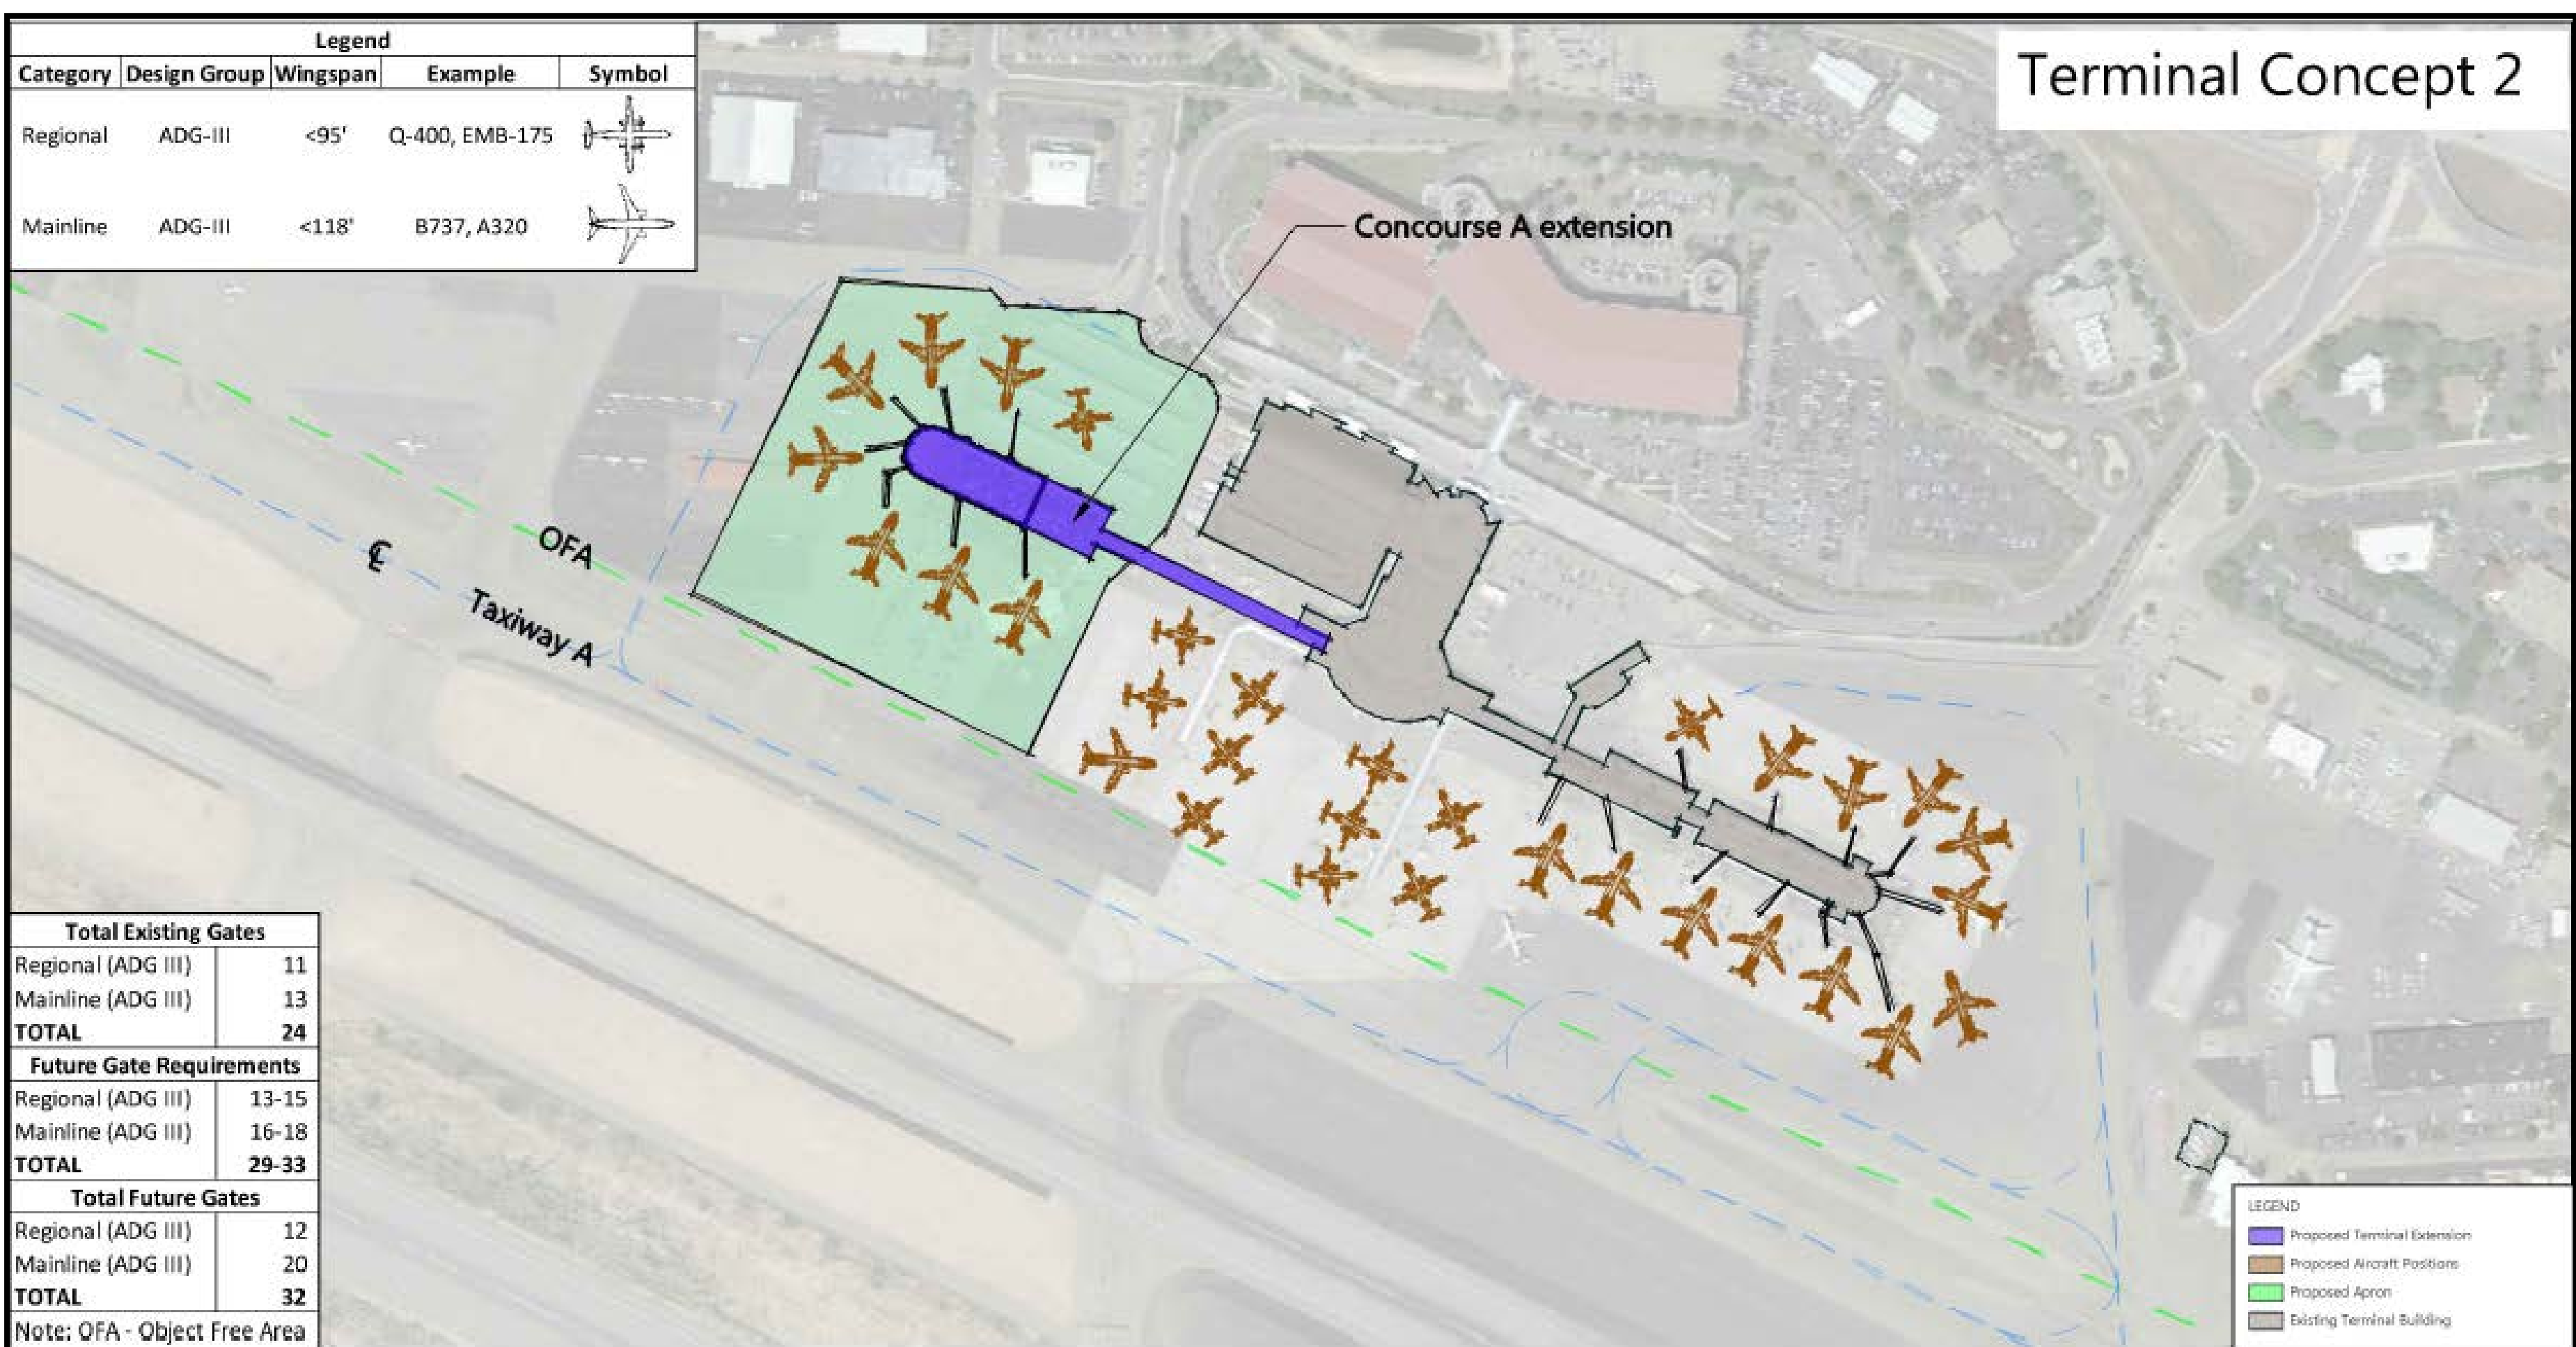 Legend
Category Design Group Wingspan Example Symbol
Regional ADG-III <95' Q-400, EMB-175
Mainline ADG-III <118' B737, A320
Terminal Concept 2
Concourse A extension
OFA
℄
Taxiway A
Total Existing Gates
Regional (ADG III) 11
Mainline (ADG III) 13
TOTAL 24
Future Gate Requirements
Regional (ADG III) 13-15
Mainline (ADG III) 16-18
TOTAL 29-33
Total Future Gates
Regional (ADG III) 12
Mainline (ADG III) 20
TOTAL 32
Note: OFA - Object Free Area
LEGEND
Proposed Terminal Extension
Proposed Aircraft Positions
Proposed Apron
Existing Terminal Building